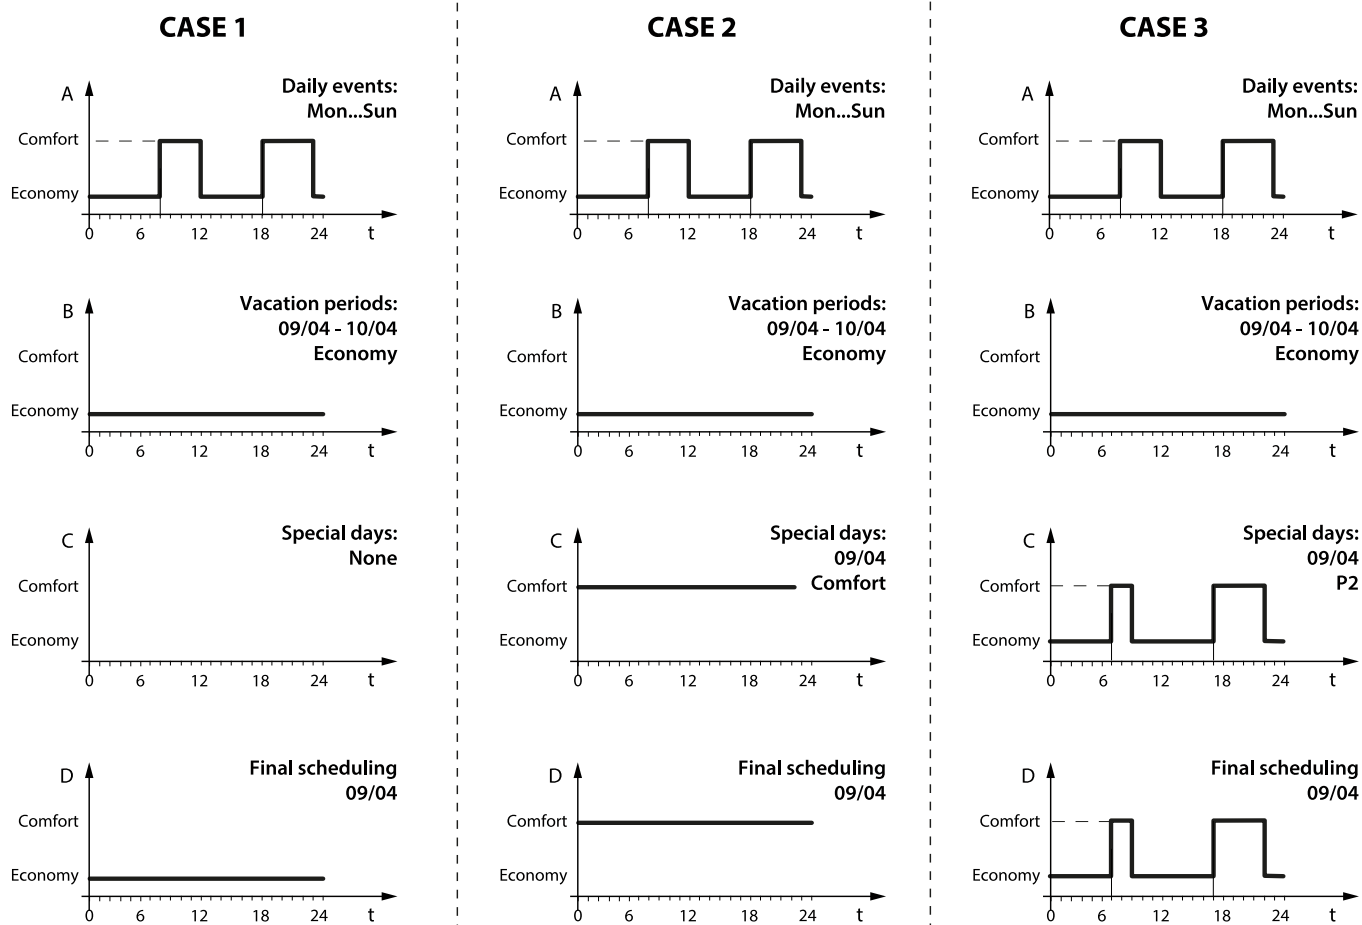 CASE 1
A
Daily events:
Mon...Sun
Comfort
Economy
0 6 12 18 24 t
B
Vacation periods:
09/04 - 10/04
Economy
Comfort
Economy
0 6 12 18 24 t
C
Special days:
None
Comfort
Economy
0 6 12 18 24 t
D
Final scheduling
09/04
Comfort
Economy
0 6 12 18 24 t
CASE 2
A
Daily events:
Mon...Sun
Comfort
Economy
0 6 12 18 24 t
B
Vacation periods:
09/04 - 10/04
Economy
Comfort
Economy
0 6 12 18 24 t
C
Special days:
09/04
Comfort
Comfort
Economy
0 6 12 18 24 t
D
Final scheduling
09/04
Comfort
Economy
0 6 12 18 24 t
CASE 3
A
Daily events:
Mon...Sun
Comfort
Economy
0 6 12 18 24 t
B
Vacation periods:
09/04 - 10/04
Economy
Comfort
Economy
0 6 12 18 24 t
C
Special days:
09/04
P2
Comfort
Economy
0 6 12 18 24 t
D
Final scheduling
09/04
Comfort
Economy
0 6 12 18 24 t